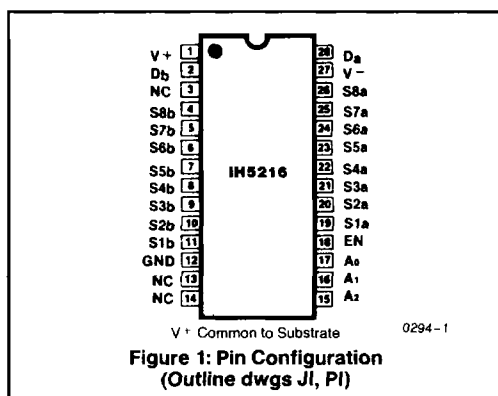 V+ 1 28 Da
Db 2 27 V-
NC 3 26 S8a
S8b 4 25 S7a
S7b 5 24 S6a
S6b 6 23 S5a
S5b 7 22 S4a
S4b 8 21 S3a
S3b 9 20 S2a
S2b 10 19 S1a
S1b 11 18 EN
GND 12 17 A0
NC 13 16 A1
NC 14 15 A2
IH5216
V+ Common to Substrate
0294-1
Figure 1: Pin Configuration
(Outline dwgs JI, PI)